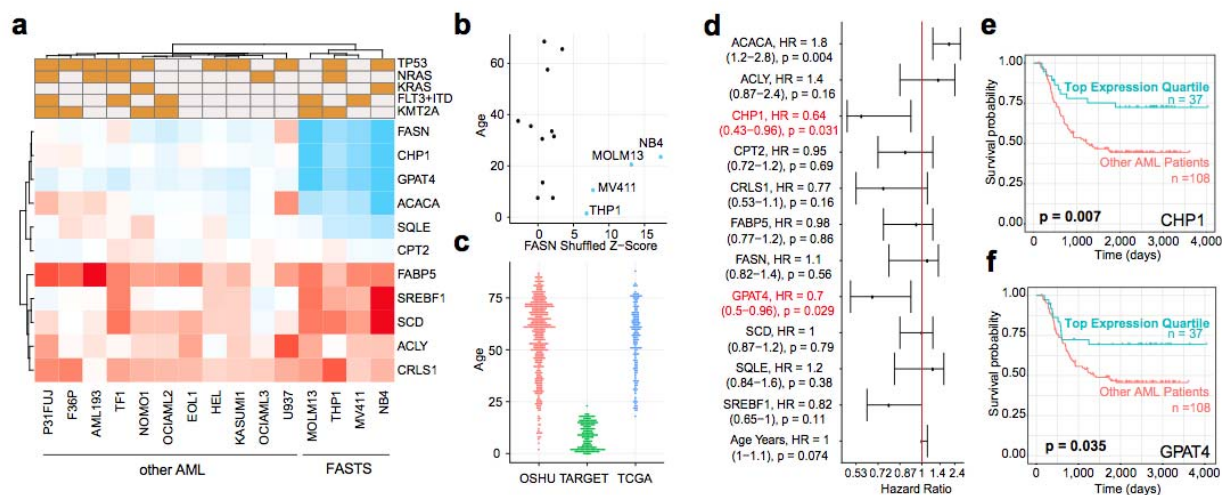 a
TP53
NRAS
KRAS
FLT3+ITD
KMT2A
FASN
CHP1
GPAT4
ACACA
SQLE
CPT2
FABP5
SREBF1
SCD
ACLY
CRLS1
P31FUJ
F36P
AML193
TF1
NOMO1
OCIAML2
EOL1
HEL
KASUMI1
OCIAML3
U937
MOLM13
THP1
MV411
NB4
other AML
FASTS
b
Age
60
40
20
0
NB4
MOLM13
MV411
THP1
0 5 10 15
FASN Shuffled Z-Score
c
Age
75
50
25
0
OSHU TARGET TCGA
d
ACACA, HR = 1.8
(1.2-2.8), p = 0.004
ACLY, HR = 1.4
(0.87-2.4), p = 0.16
CHP1, HR = 0.64
(0.43-0.96), p = 0.031
CPT2, HR = 0.95
(0.72-1.2), p = 0.69
CRLS1, HR = 0.77
(0.53-1.1), p = 0.16
FABP5, HR = 0.98
(0.77-1.2), p = 0.86
FASN, HR = 1.1
(0.82-1.4), p = 0.56
GPAT4, HR = 0.7
(0.5-0.96), p = 0.029
SCD, HR = 1
(0.87-1.2), p = 0.79
SQLE, HR = 1.2
(0.84-1.6), p = 0.38
SREBF1, HR = 0.82
(0.65-1), p = 0.11
Age Years, HR = 1
(1-1.1), p = 0.074
0.53 0.72 0.87 1 1.4 2.4
Hazard Ratio
e
Survival probability
1.00
0.75
0.50
0.25
0.00
Top Expression Quartile
n = 37
Other AML Patients
n =108
p = 0.007
CHP1
0 1,000 2,000 3,000 4,000
Time (days)
f
Survival probability
1.00
0.75
0.50
0.25
0.00
Top Expression Quartile
n = 37
Other AML Patients
n =108
p = 0.035
GPAT4
0 1,000 2,000 3,000 4,000
Time (days)